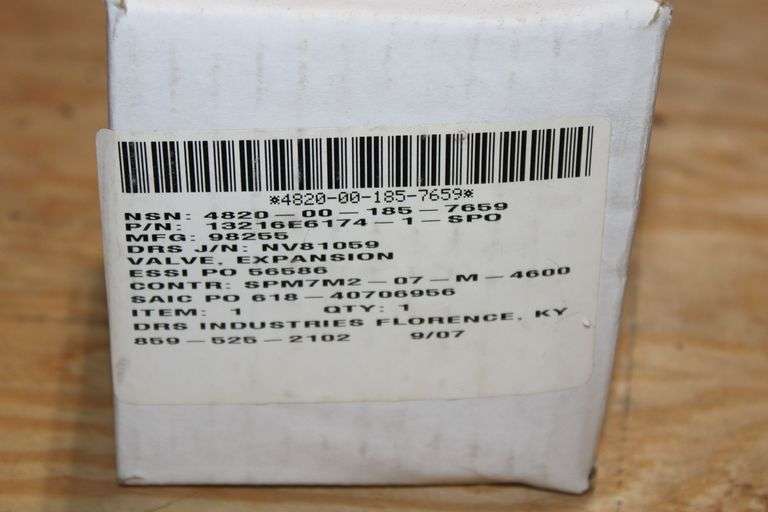 *4820-00-185-7659*
NSN: 4820-00-185-7659
P/N: 13216E6174-1-SPO
MFG: 98255
DRS J/N: NV81059
VALVE, EXPANSION
ESSI PO 56586
CONTR: SPM7M2-07-M-4600
SAIC PO 618-40706956
ITEM: 1 QTY: 1
DRS INDUSTRIES FLORENCE, KY
859-525-2102 9/07